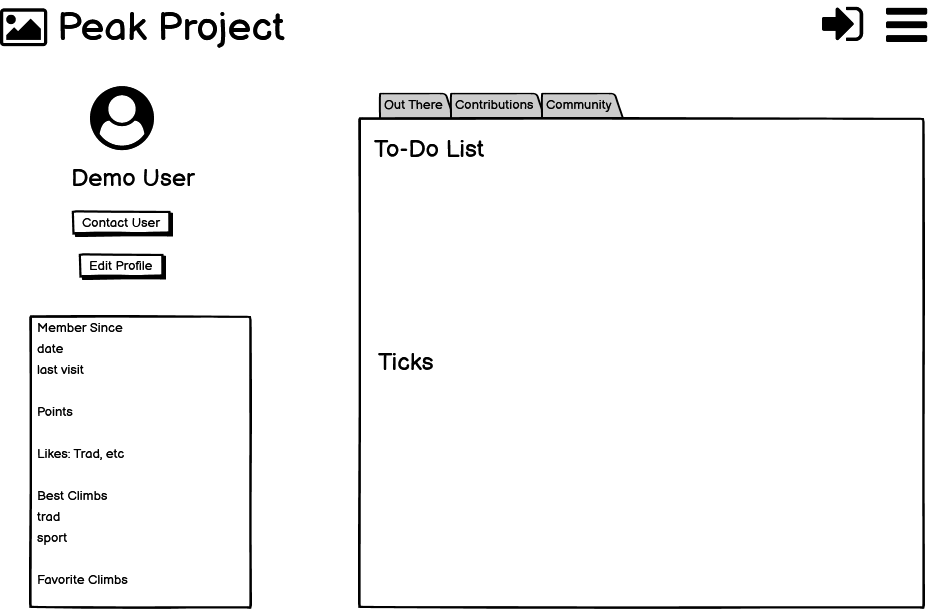 Peak Project
Demo User
Contact User
Edit Profile
Member Since
date
last visit
Points
Likes: Trad, etc
Best Climbs
trad
sport
Favorite Climbs
Out There
Contributions
Community
To-Do List
Ticks